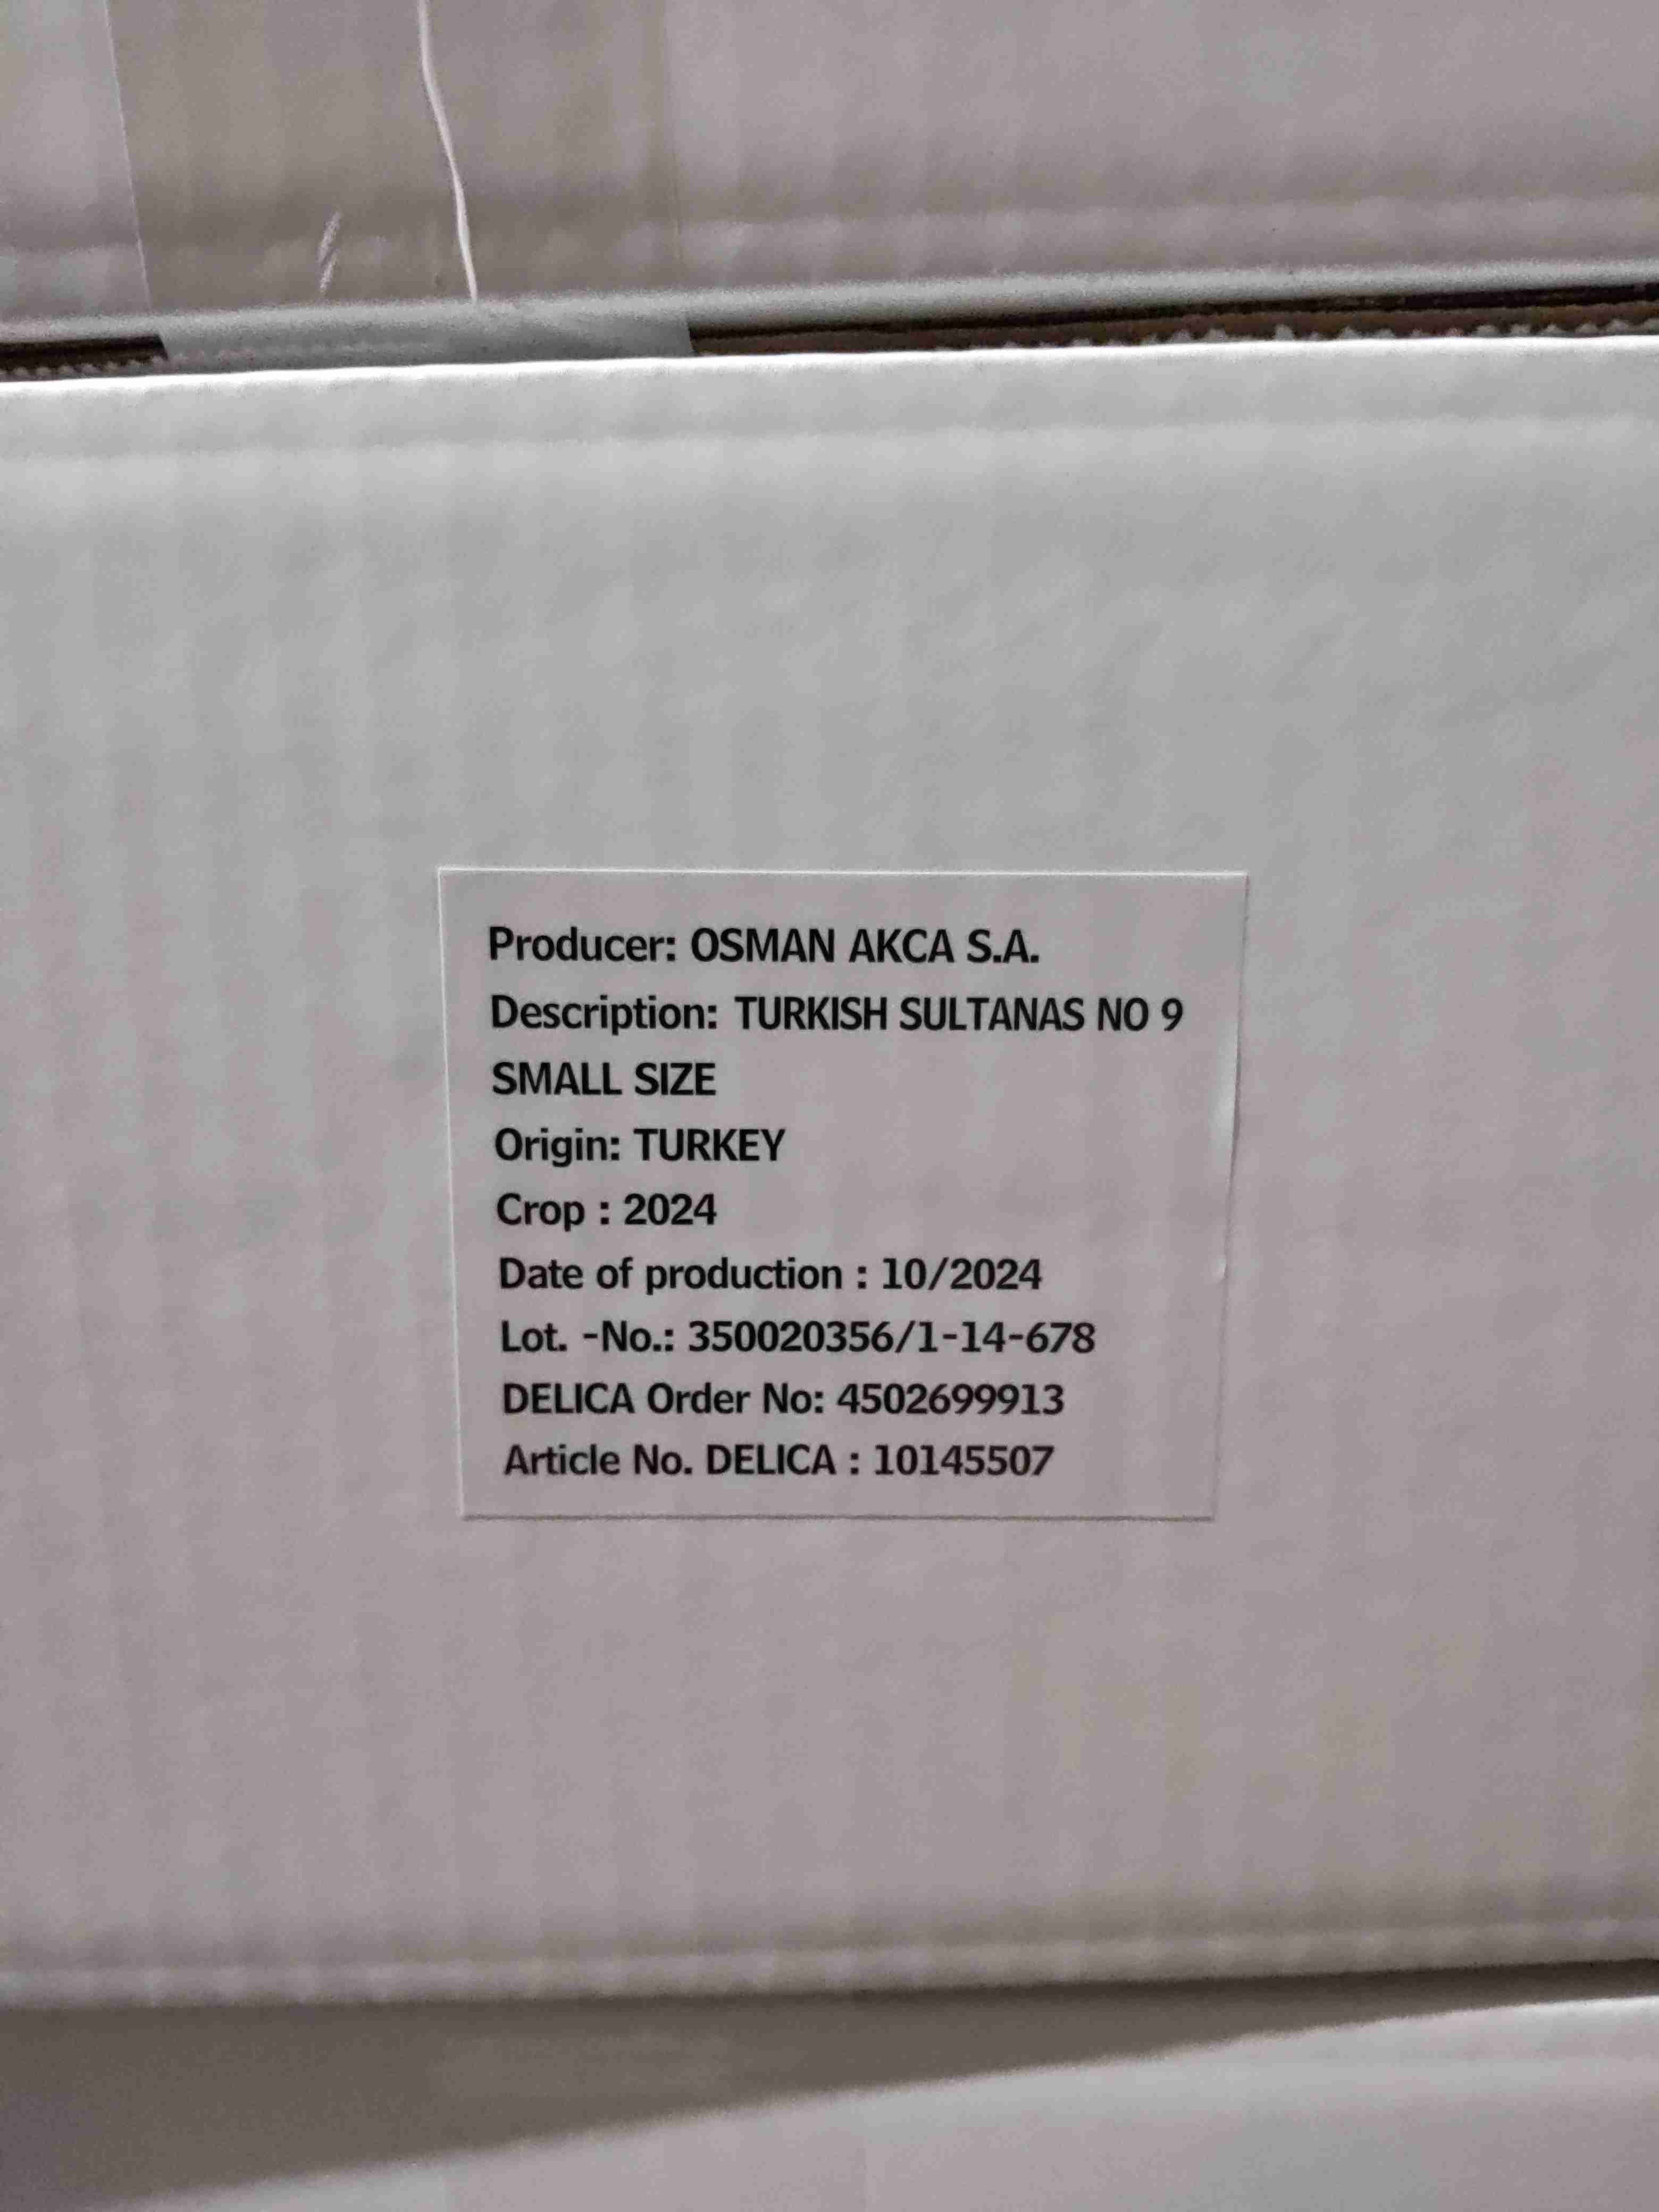 Producer: OSMAN AKCA S.A.
Description: TURKISH SULTANAS NO 9
SMALL SIZE
Origin: TURKEY
Crop : 2024
Date of production : 10/2024
Lot. -No.: 350020356/1-14-678
DELICA Order No: 4502699913
Article No. DELICA : 10145507